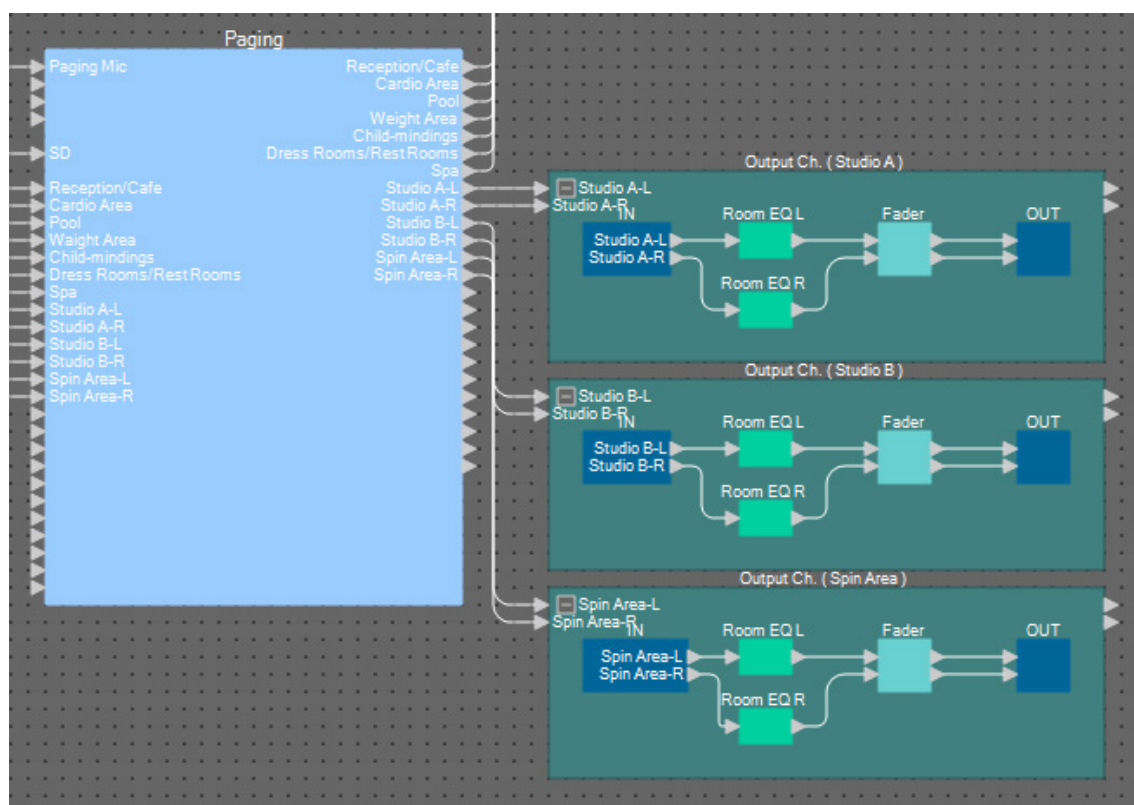 Paging
Paging Mic
SD
Reception/Cafe
Cardio Area
Pool
Waight Area
Child-mindings
Dress Rooms/Rest Rooms
Spa
Studio A-L
Studio A-R
Studio B-L
Studio B-R
Spin Area-L
Spin Area-R
Reception/Cafe
Cardio Area
Pool
Weight Area
Child-mindings
Dress Rooms/Rest Rooms
Spa
Studio A-L
Studio A-R
Studio B-L
Studio B-R
Spin Area-L
Spin Area-R
Output Ch. ( Studio A )
Studio A-L
Studio A-R
IN
Room EQ L
Fader
OUT
Studio A-L
Studio A-R
Room EQ R
Output Ch. ( Studio B )
Studio B-L
Studio B-R
IN
Room EQ L
Fader
OUT
Studio B-L
Studio B-R
Room EQ R
Output Ch. ( Spin Area )
Spin Area-L
Spin Area-R
IN
Room EQ L
Fader
OUT
Spin Area-L
Spin Area-R
Room EQ R